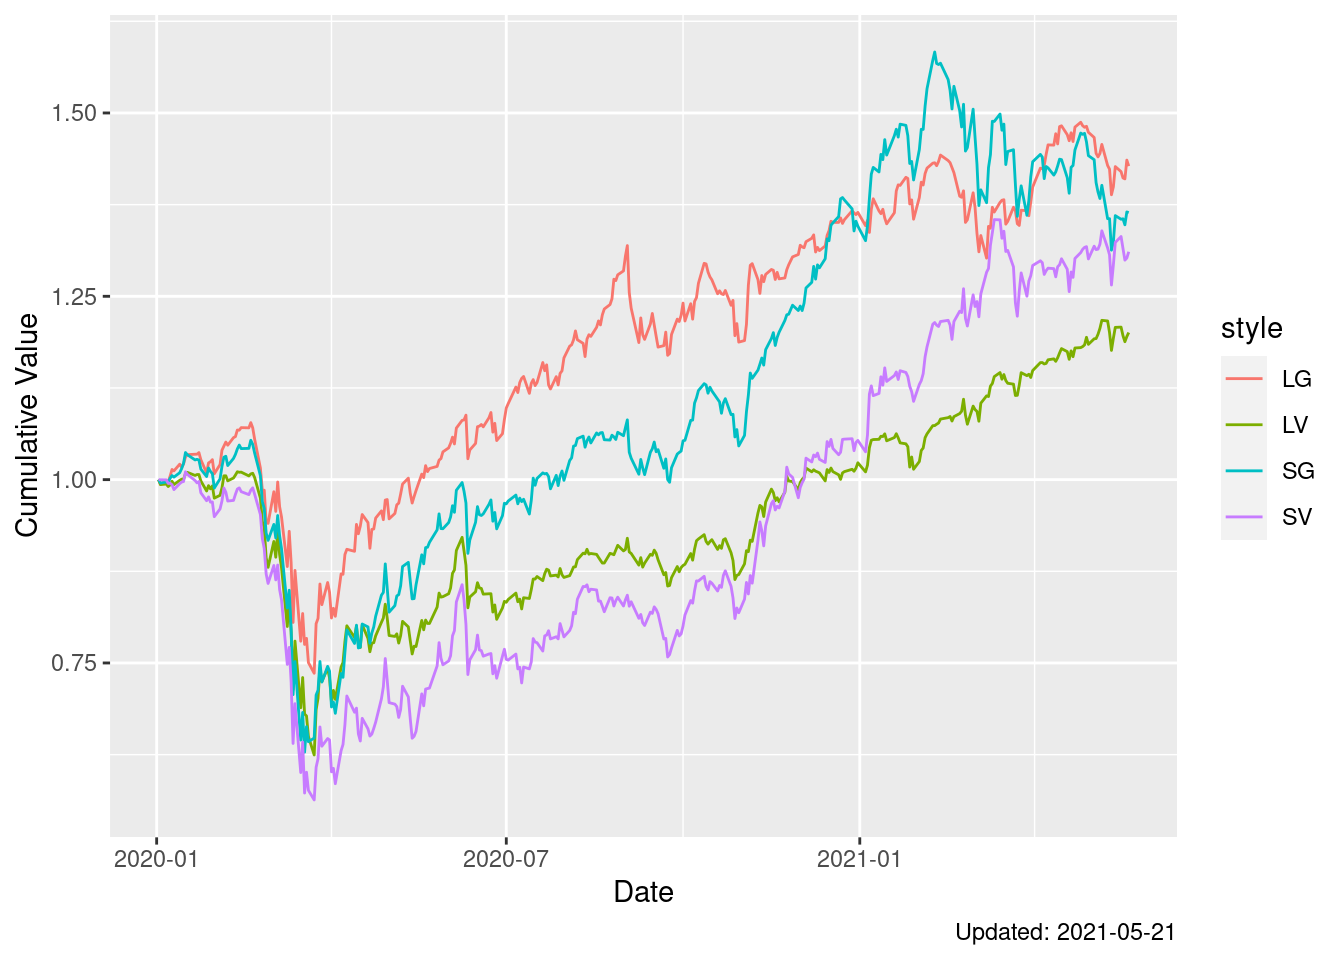 Cumulative Value
1.50
1.25
1.00
0.75
2020-01
2020-07
2021-01
Date
style
LG
LV
SG
SV
Updated: 2021-05-21